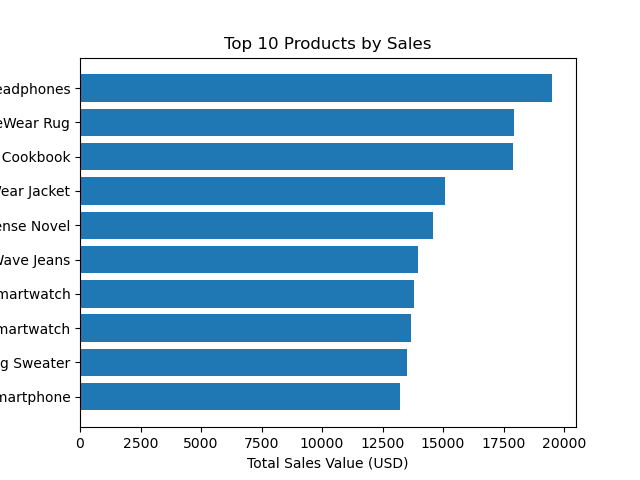 Top 10 Products by Sales
eadphones
eWear Rug
Cookbook
Wear Jacket
ense Novel
Wave Jeans
martwatch
martwatch
g Sweater
martphone
0 2500 5000 7500 10000 12500 15000 17500 20000
Total Sales Value (USD)